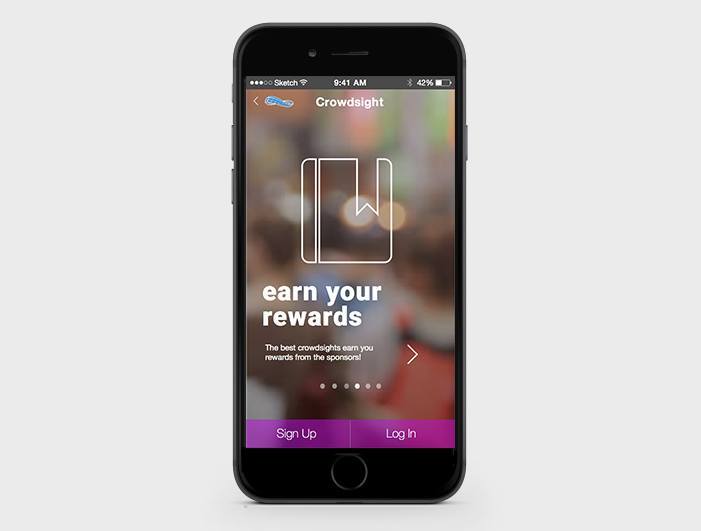 Sketch 9:41 AM 42%
Crowdsight
earn your
rewards
The best crowdsights earn you
rewards from the sponsors!
Sign Up Log In